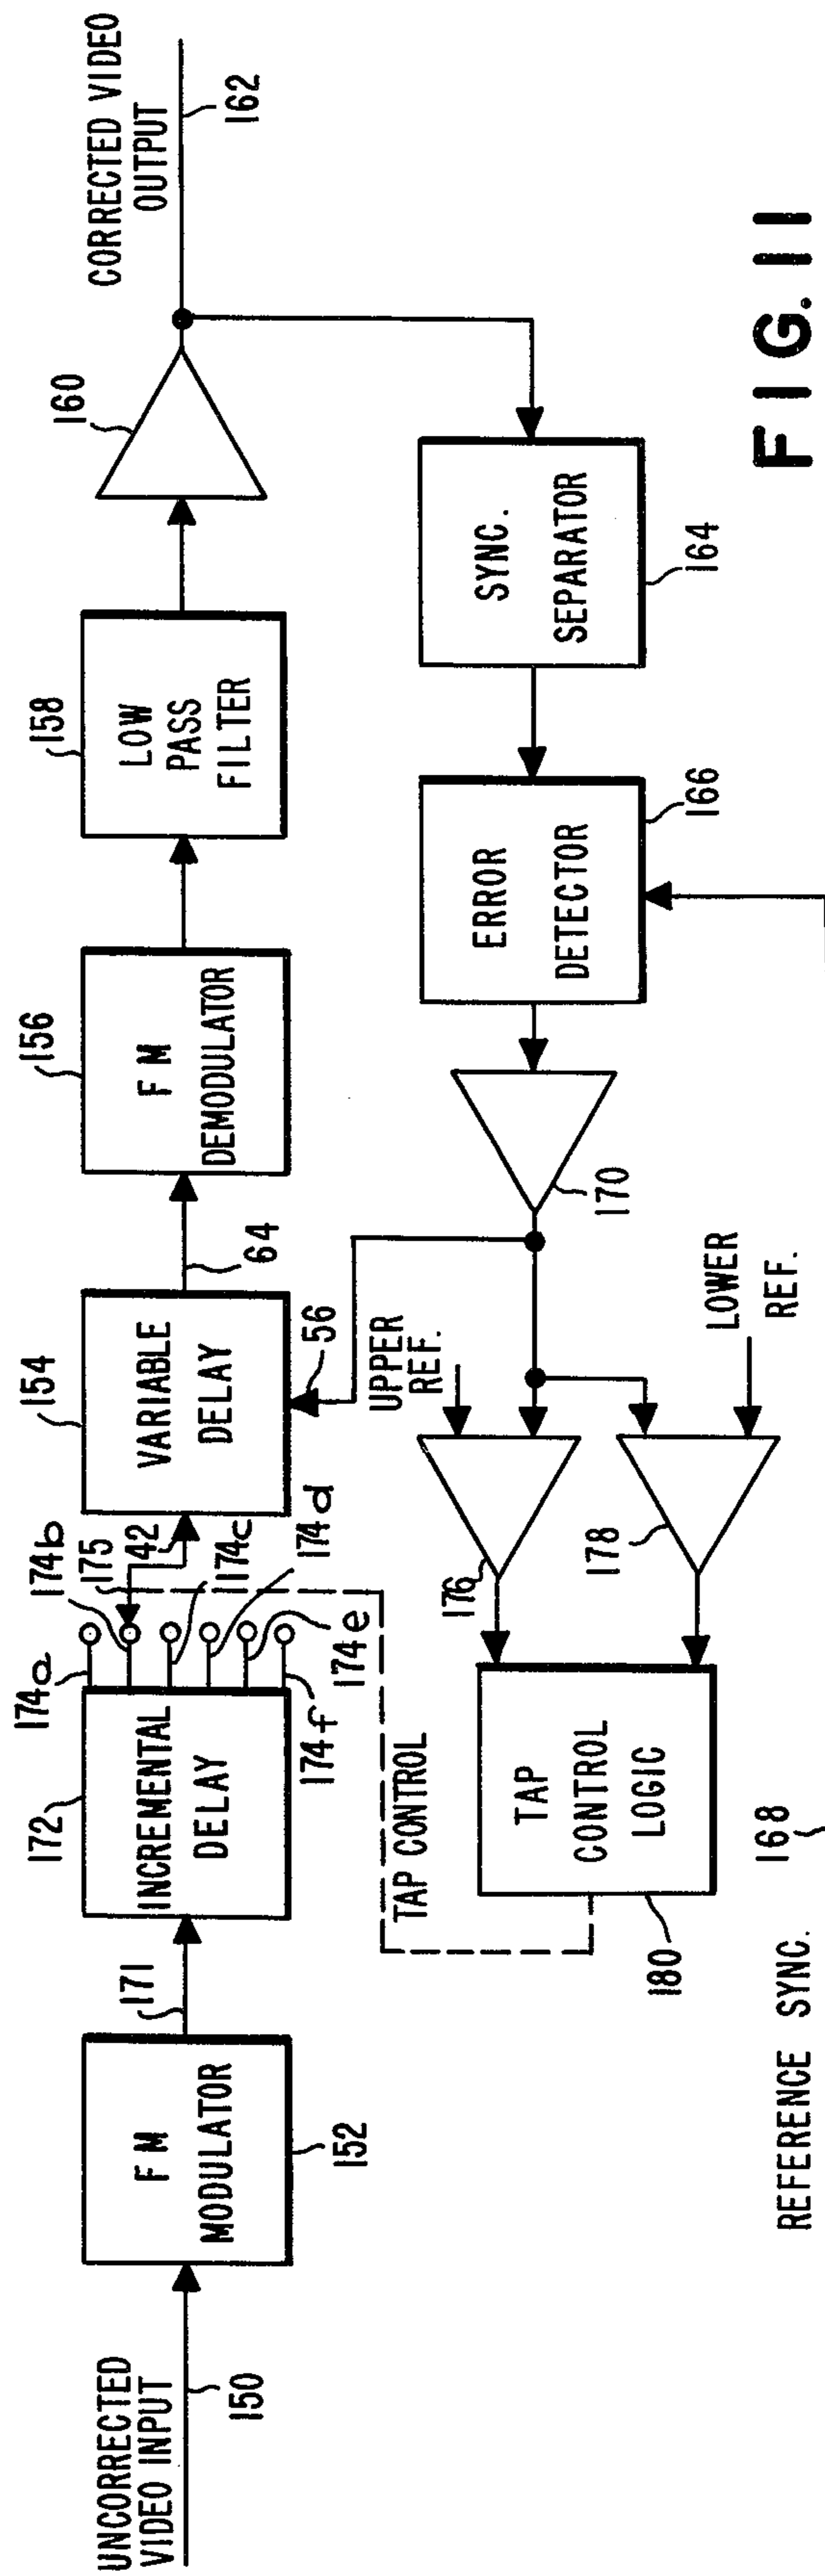 UNCORRECTED
VIDEO INPUT
150
FM
MODULATOR
152
171
INCREMENTAL
DELAY
172
174a
174b
174c
174d
174e
174f
175
42
VARIABLE
DELAY
154
56
64
FM
DEMODULATOR
156
LOW
PASS
FILTER
158
160
CORRECTED VIDEO
OUTPUT
162
SYNC.
SEPARATOR
164
ERROR
DETECTOR
166
170
UPPER
REF.
LOWER
REF.
176
178
TAP
CONTROL
LOGIC
180
TAP CONTROL
REFERENCE SYNC.
168
FIG. 11